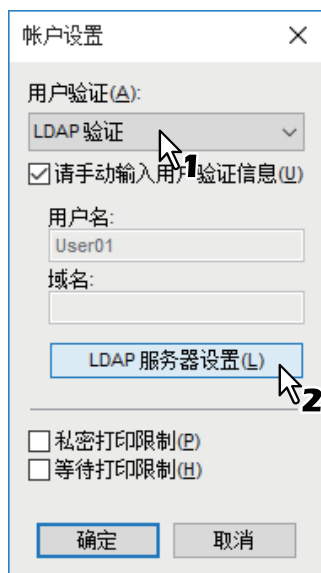 帐户设置
用户验证(A):
LDAP 验证
1
请手动输入用户验证信息(U)
用户名:
User01
域名:
LDAP 服务器设置(L)
2
私密打印限制(P)
等待打印限制(H)
确定 取消